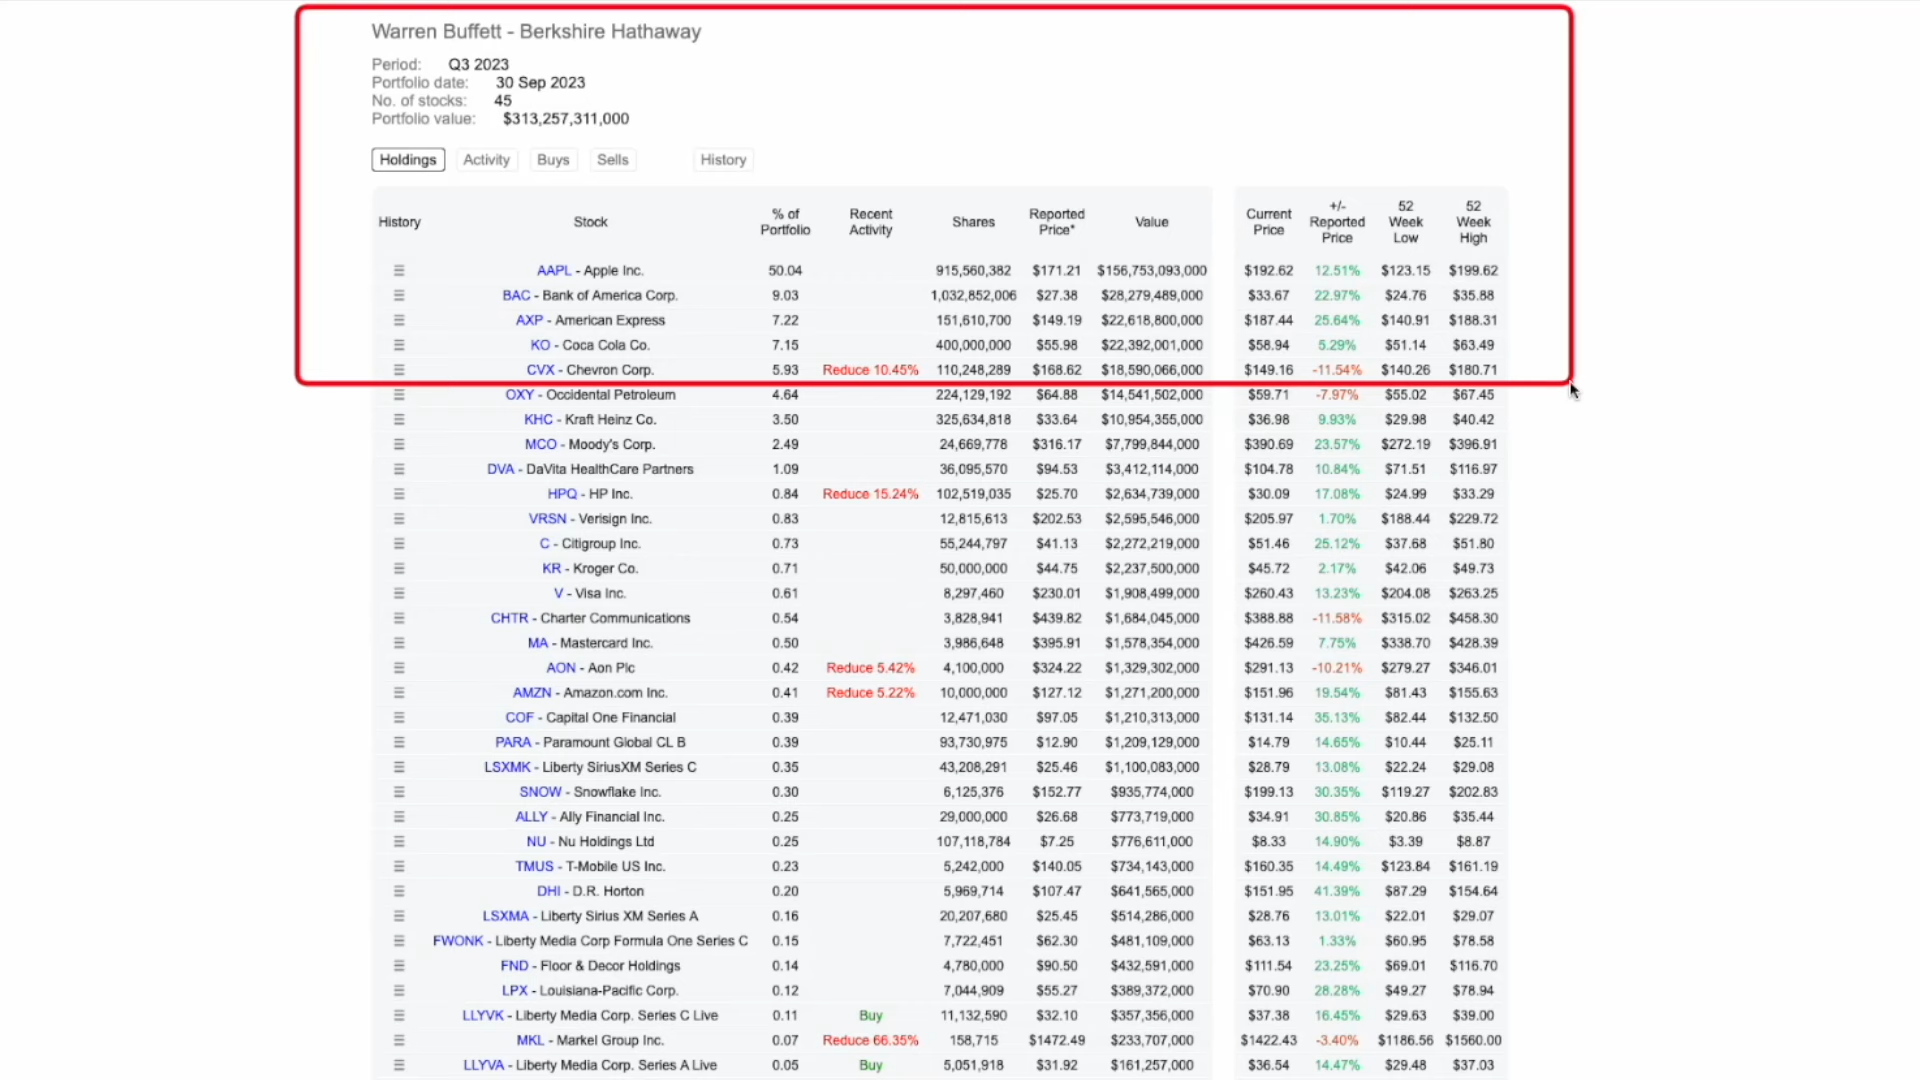 Warren Buffett - Berkshire Hathaway
Period: Q3 2023
Portfolio date: 30 Sep 2023
No. of stocks: 45
Portfolio value: $313,257,311,000
Holdings Activity Buys Sells History
History Stock % of Portfolio Recent Activity Shares Reported Price* Value Current Price +/- Reported Price 52 Week Low 52 Week High
☰ AAPL - Apple Inc. 50.04 915,560,382 $171.21 $156,753,093,000 $192.62 12.51% $123.15 $199.62
☰ BAC - Bank of America Corp. 9.03 1,032,852,006 $27.38 $28,279,489,000 $33.67 22.97% $24.76 $35.88
☰ AXP - American Express 7.22 151,610,700 $149.19 $22,618,800,000 $187.44 25.64% $140.91 $188.31
☰ KO - Coca Cola Co. 7.15 400,000,000 $55.98 $22,392,001,000 $58.94 5.29% $51.14 $63.49
☰ CVX - Chevron Corp. 5.93 Reduce 10.45% 110,248,289 $168.62 $18,590,066,000 $149.16 -11.54% $140.26 $180.71
☰ OXY - Occidental Petroleum 4.64 224,129,192 $64.88 $14,541,502,000 $59.71 -7.97% $55.02 $67.45
☰ KHC - Kraft Heinz Co. 3.50 325,634,818 $33.64 $10,954,355,000 $36.98 9.93% $29.98 $40.42
☰ MCO - Moody's Corp. 2.49 24,669,778 $316.17 $7,799,844,000 $390.69 23.57% $272.19 $396.91
☰ DVA - DaVita HealthCare Partners 1.09 36,095,570 $94.53 $3,412,114,000 $104.78 10.84% $71.51 $116.97
☰ HPQ - HP Inc. 0.84 Reduce 15.24% 102,519,035 $25.70 $2,634,739,000 $30.09 17.08% $24.99 $33.29
☰ VRSN - Verisign Inc. 0.83 12,815,613 $202.53 $2,595,546,000 $205.97 1.70% $188.44 $229.72
☰ C - Citigroup Inc. 0.73 55,244,797 $41.13 $2,272,219,000 $51.46 25.12% $37.68 $51.80
☰ KR - Kroger Co. 0.71 50,000,000 $44.75 $2,237,500,000 $45.72 2.17% $42.06 $49.73
☰ V - Visa Inc. 0.61 8,297,460 $230.01 $1,908,499,000 $260.43 13.23% $204.08 $263.25
☰ CHTR - Charter Communications 0.54 3,828,941 $439.82 $1,684,045,000 $388.88 -11.58% $315.02 $458.30
☰ MA - Mastercard Inc. 0.50 3,986,648 $395.91 $1,578,354,000 $426.59 7.75% $338.70 $428.39
☰ AON - Aon Plc 0.42 Reduce 5.42% 4,100,000 $324.22 $1,329,302,000 $291.13 -10.21% $279.27 $346.01
☰ AMZN - Amazon.com Inc. 0.41 Reduce 5.22% 10,000,000 $127.12 $1,271,200,000 $151.96 19.54% $81.43 $155.63
☰ COF - Capital One Financial 0.39 12,471,030 $97.05 $1,210,313,000 $131.14 35.13% $82.44 $132.50
☰ PARA - Paramount Global CL B 0.39 93,730,975 $12.90 $1,209,129,000 $14.79 14.65% $10.44 $25.11
☰ LSXMK - Liberty SiriusXM Series C 0.35 43,208,291 $25.46 $1,100,083,000 $28.79 13.08% $22.24 $29.08
☰ SNOW - Snowflake Inc. 0.30 6,125,376 $152.77 $935,774,000 $199.13 30.35% $119.27 $202.83
☰ ALLY - Ally Financial Inc. 0.25 29,000,000 $26.68 $773,719,000 $34.91 30.85% $20.86 $35.44
☰ NU - Nu Holdings Ltd 0.25 107,118,784 $7.25 $776,611,000 $8.33 14.90% $3.39 $8.87
☰ TMUS - T-Mobile US Inc. 0.23 5,242,000 $140.05 $734,143,000 $160.35 14.49% $123.84 $161.19
☰ DHI - D.R. Horton 0.20 5,969,714 $107.47 $641,565,000 $151.95 41.39% $87.29 $154.64
☰ LSXMA - Liberty Sirius XM Series A 0.16 20,207,680 $25.45 $514,286,000 $28.76 13.01% $22.01 $29.07
☰ FWONK - Liberty Media Corp Formula One Series C 0.15 7,722,451 $62.30 $481,109,000 $63.13 1.33% $60.95 $78.58
☰ FND - Floor & Decor Holdings 0.14 4,780,000 $90.50 $432,591,000 $111.54 23.25% $69.01 $116.70
☰ LPX - Louisiana-Pacific Corp. 0.12 7,044,909 $55.27 $389,372,000 $70.90 28.28% $49.27 $78.94
☰ LLYVK - Liberty Media Corp. Series C Live 0.11 Buy 11,132,590 $32.10 $357,356,000 $37.38 16.45% $29.63 $39.00
☰ MKL - Markel Group Inc. 0.07 Reduce 66.35% 158,715 $1472.49 $233,707,000 $1422.43 -3.40% $1186.56 $1560.00
☰ LLYVA - Liberty Media Corp. Series A Live 0.05 Buy 5,051,918 $31.92 $161,257,000 $36.54 14.47% $29.48 $37.03